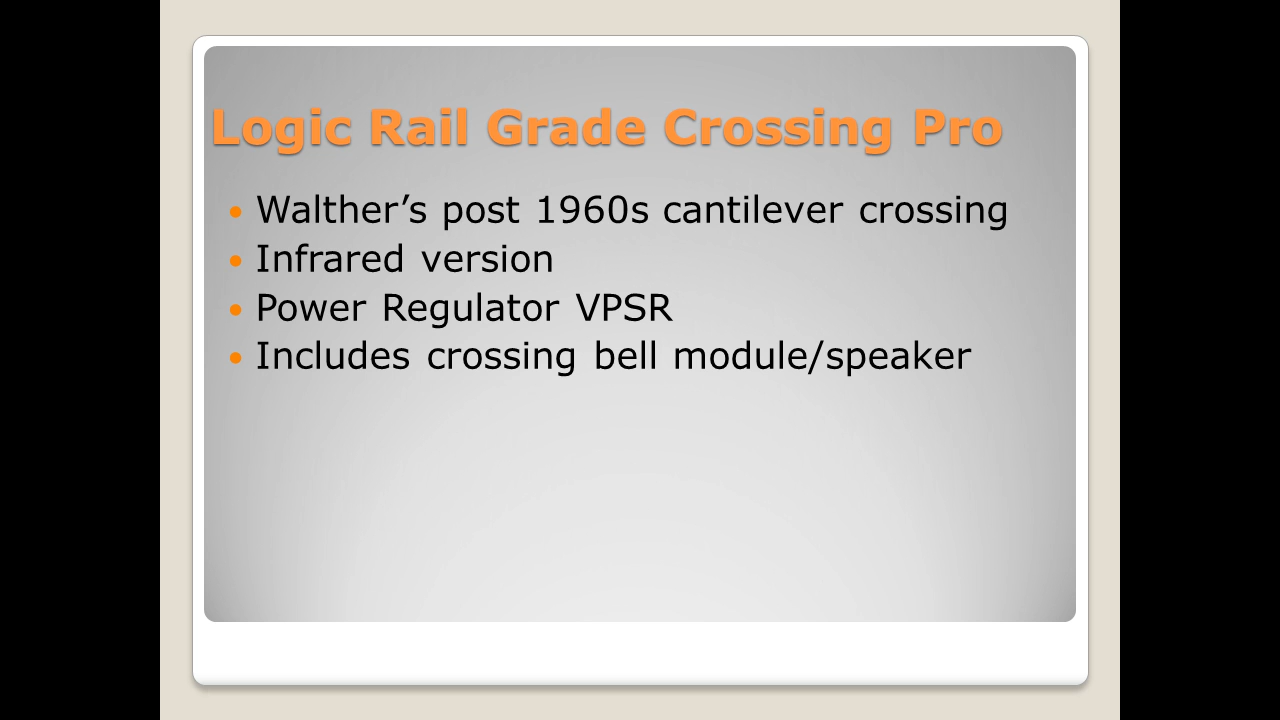 Logic Rail Grade Crossing Pro
Walther’s post 1960s cantilever crossing
Infrared version
Power Regulator VPSR
Includes crossing bell module/speaker